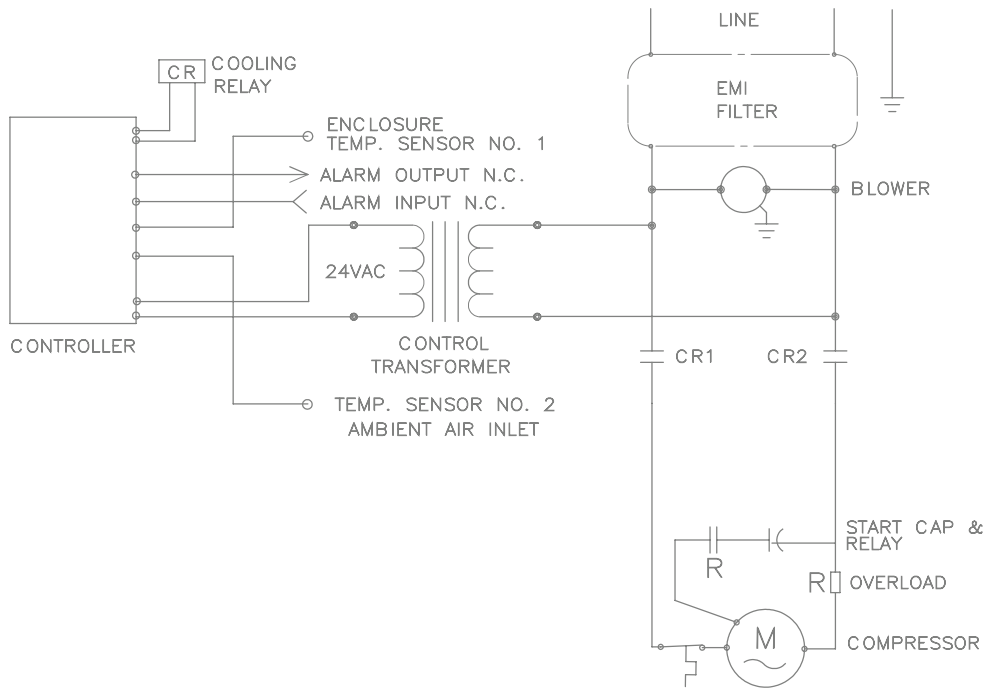 LINE
EMI
FILTER
CR
COOLING
RELAY
ENCLOSURE
TEMP. SENSOR NO. 1
ALARM OUTPUT N.C.
ALARM INPUT N.C.
BLOWER
24VAC
CONTROLLER
CONTROL
TRANSFORMER
CR1
CR2
TEMP. SENSOR NO. 2
AMBIENT AIR INLET
START CAP &
RELAY
R
R
OVERLOAD
M
COMPRESSOR